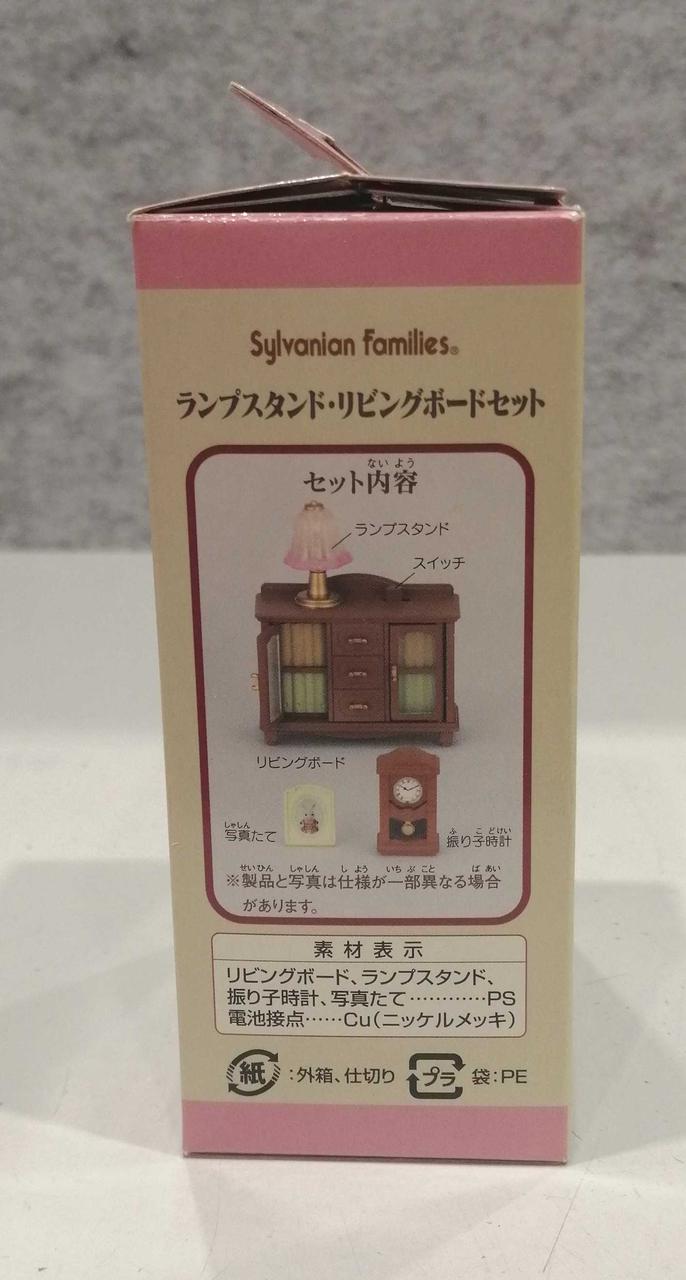 Sylvanian Families®
ランプスタンド・リビングボードセット
ないよう
セット内容
ランプスタンド
スイッチ
リビングボード
しゃしん
写真たて
ふ こ どけい
振り子時計
せいひん しゃしん し よう いち ぶ こと ば あい
※製品と写真は仕様が一部異なる場合
があります。
素材表示
リビングボード、ランプスタンド、
振り子時計、写真たて…………PS
電池接点……Cu(ニッケルメッキ)
紙:外箱、仕切り プラ 袋:PE